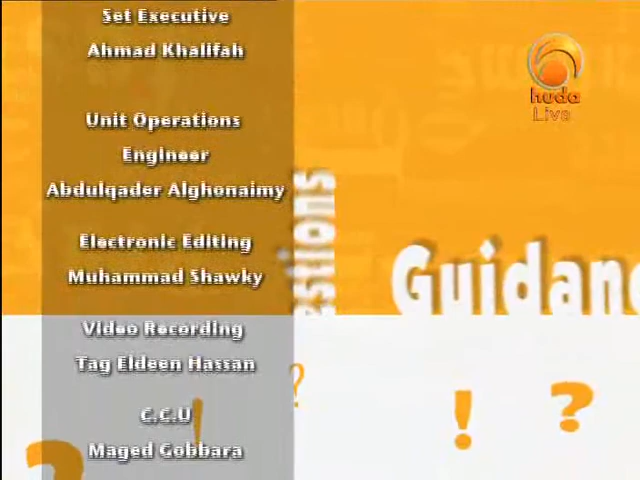 Set Executive
Ahmad Khalifah
Unit Operations
Engineer
Abdulqader Alghonaimy
Electronic Editing
Muhammad Shawky
Video Recording
Tag Eldeen Hassan
C.C.U
Maged Gobbara
huda
Live
estions
Guidanc
? ! ! ?
?